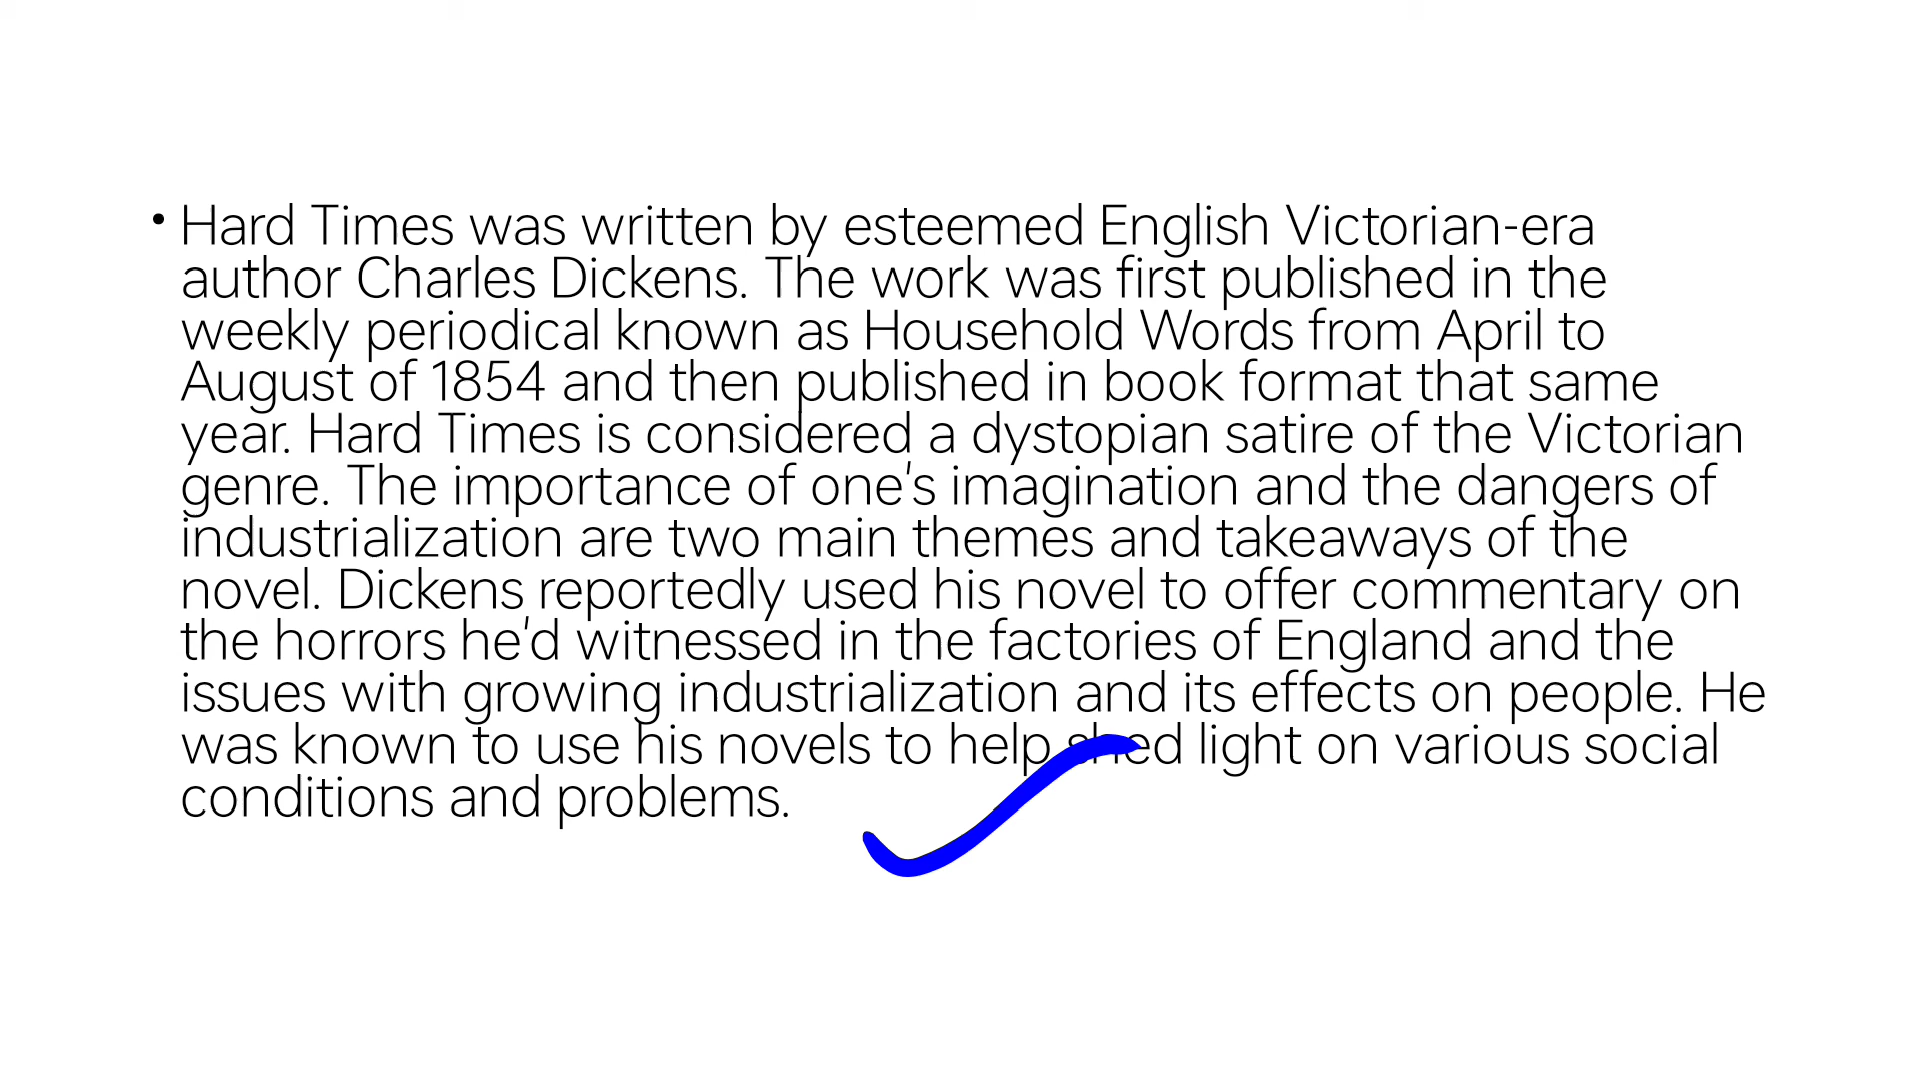 • Hard Times was written by esteemed English Victorian-era
author Charles Dickens. The work was first published in the
weekly periodical known as Household Words from April to
August of 1854 and then published in book format that same
year. Hard Times is considered a dystopian satire of the Victorian
genre. The importance of one's imagination and the dangers of
industrialization are two main themes and takeaways of the
novel. Dickens reportedly used his novel to offer commentary on
the horrors he'd witnessed in the factories of England and the
issues with growing industrialization and its effects on people. He
was known to use his novels to help shed light on various social
conditions and problems.